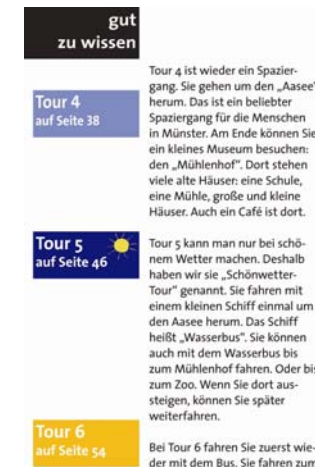 gut
zu wissen
Tour 4
auf Seite 38
Tour 4 ist wieder ein Spazier-
gang. Sie gehen um den „Aasee“
herum. Das ist ein beliebter
Spaziergang für die Menschen
in Münster. Am Ende können Sie
ein kleines Museum besuchen:
den „Mühlenhof“. Dort stehen
viele alte Häuser: eine Schule,
eine Mühle, große und kleine
Häuser. Auch ein Café ist dort.
Tour 5
auf Seite 46
Tour 5 kann man nur bei schö-
nem Wetter machen. Deshalb
haben wir sie „Schönwetter-
Tour“ genannt. Sie fahren mit
einem kleinen Schiff einmal um
den Aasee herum. Das Schiff
heißt „Wasserbus“. Sie können
auch mit dem Wasserbus bis
zum Mühlenhof fahren. Oder bis
zum Zoo. Wenn Sie dort aus-
steigen, können Sie später
weiterfahren.
Tour 6
auf Seite 54
Bei Tour 6 fahren Sie zuerst wie-
der mit dem Bus. Sie fahren zum